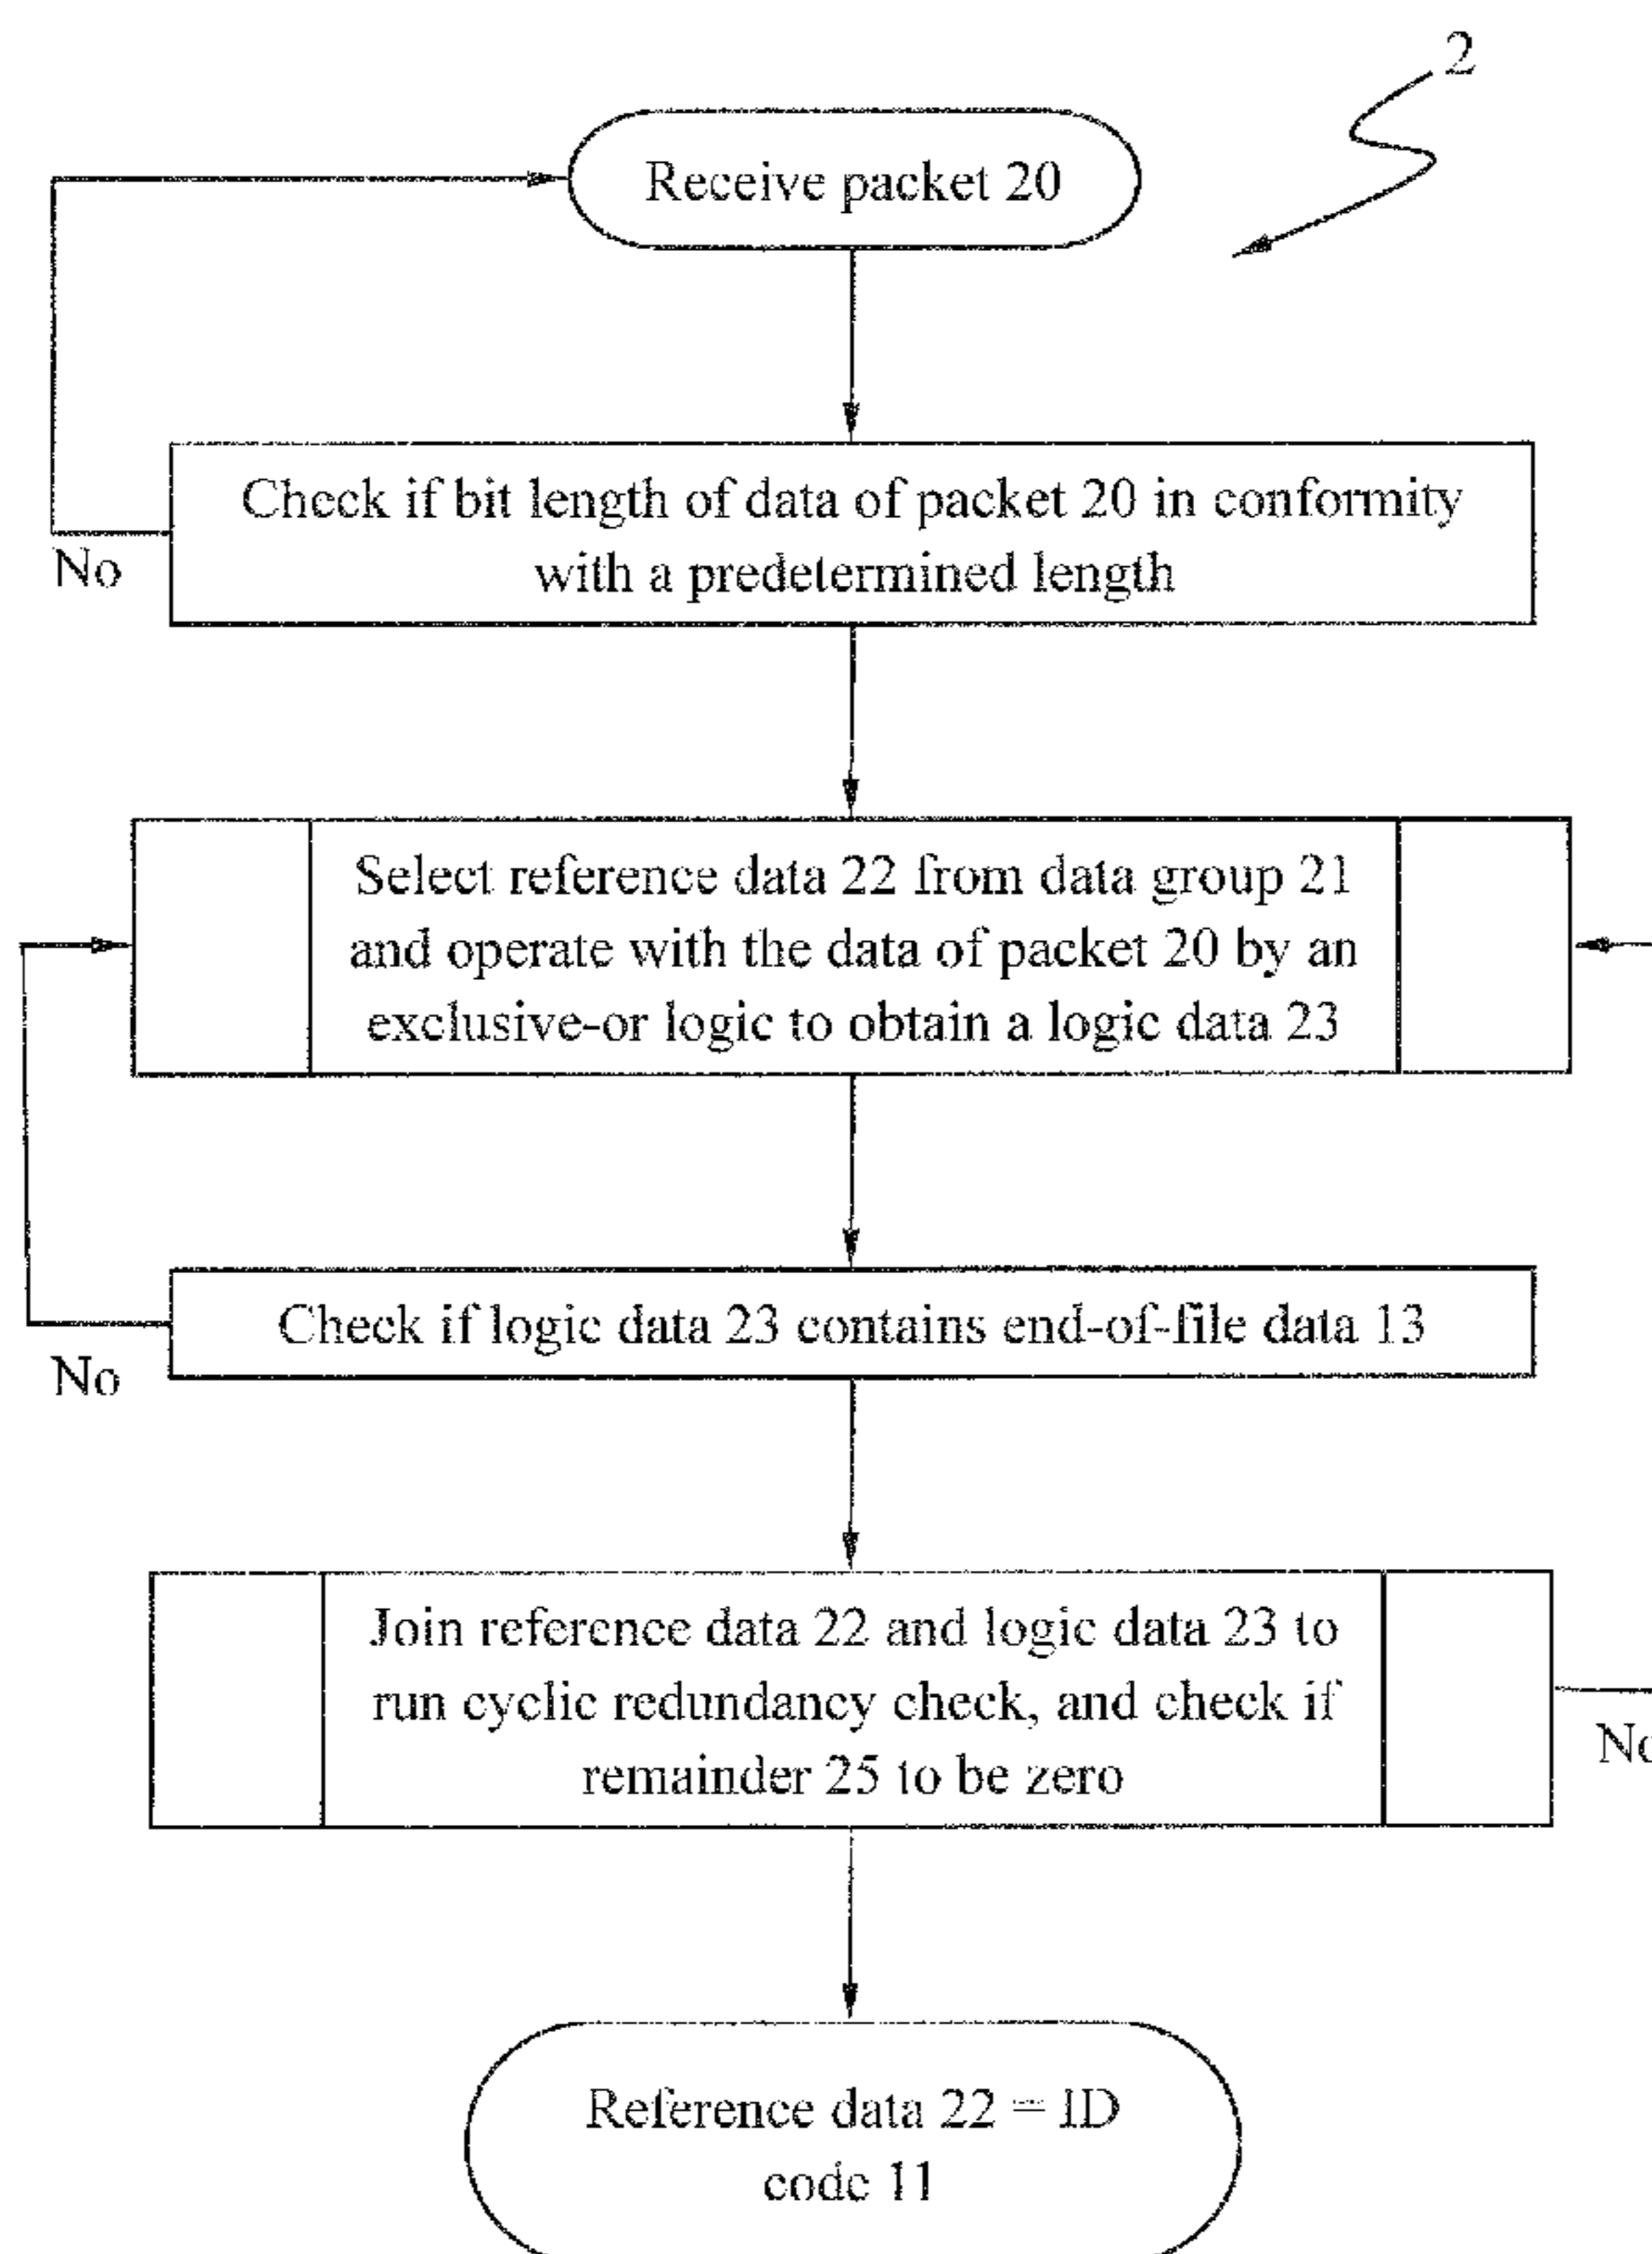 2
Receive packet 20
Check if bit length of data of packet 20 in conformity
with a predetermined length
No
Select reference data 22 from data group 21
and operate with the data of packet 20 by an
exclusive-or logic to obtain a logic data 23
Check if logic data 23 contains end-of-file data 13
No
Join reference data 22 and logic data 23 to
run cyclic redundancy check, and check if
remainder 25 to be zero
No
Reference data 22 = ID
code 11